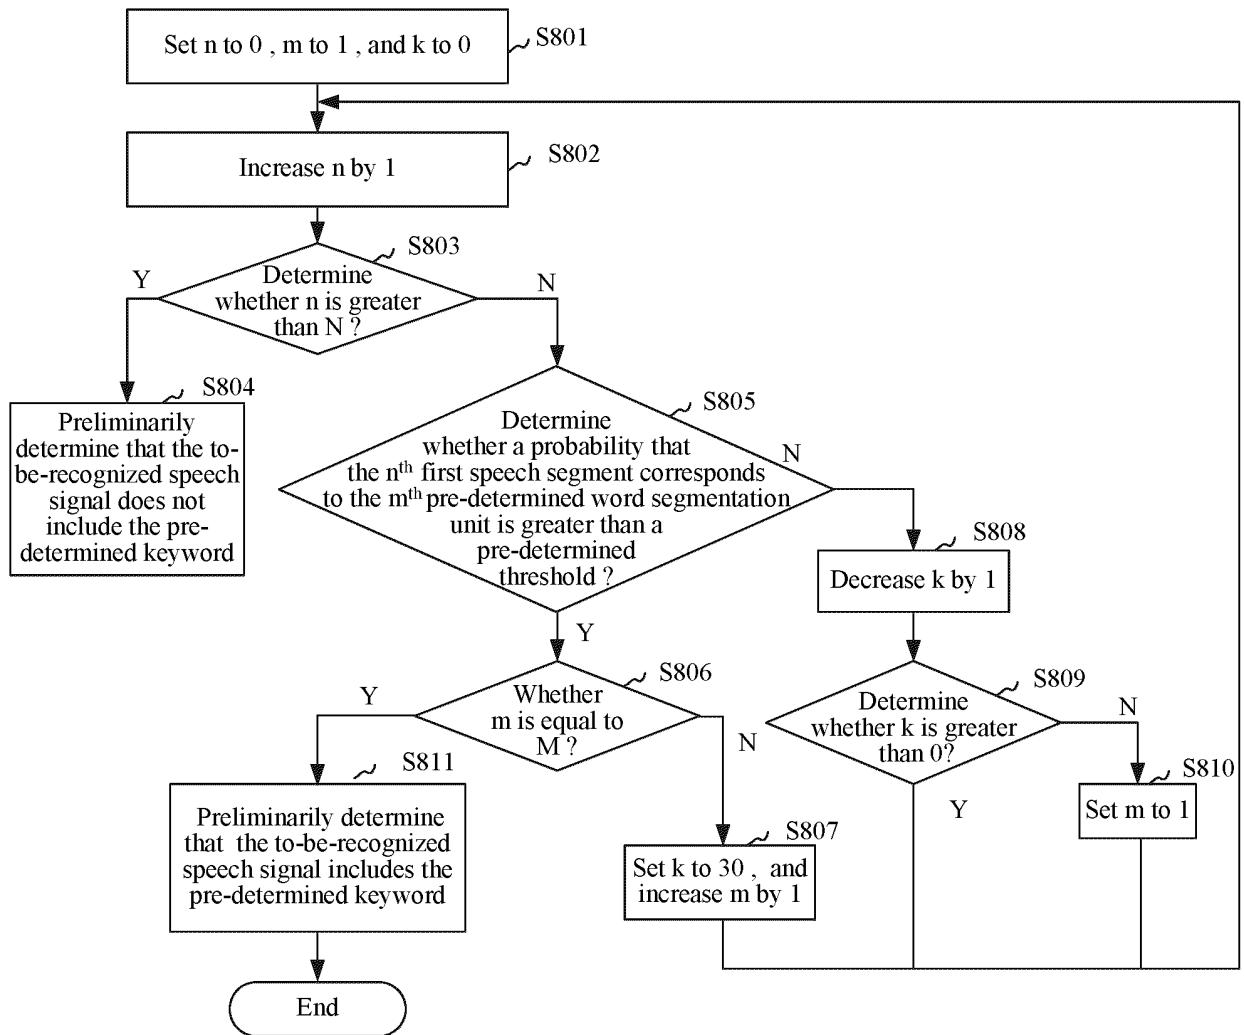 Set n to 0 , m to 1 , and k to 0
S801
Increase n by 1
S802
S803
Determine
whether n is greater
than N ?
Y
N
S804
Preliminarily
determine that the to-
be-recognized speech
signal does not
include the pre-
determined keyword
S805
Determine
whether a probability that
the nth first speech segment corresponds
to the mth pre-determined word segmentation
unit is greater than a
pre-determined
threshold ?
N
Y
S808
Decrease k by 1
S806
Whether
m is equal to
M ?
Y
N
S809
Determine
whether k is greater
than 0?
N
Y
S810
Set m to 1
S811
Preliminarily determine
that the to-be-recognized
speech signal includes the
pre-determined keyword
S807
Set k to 30 , and
increase m by 1
End